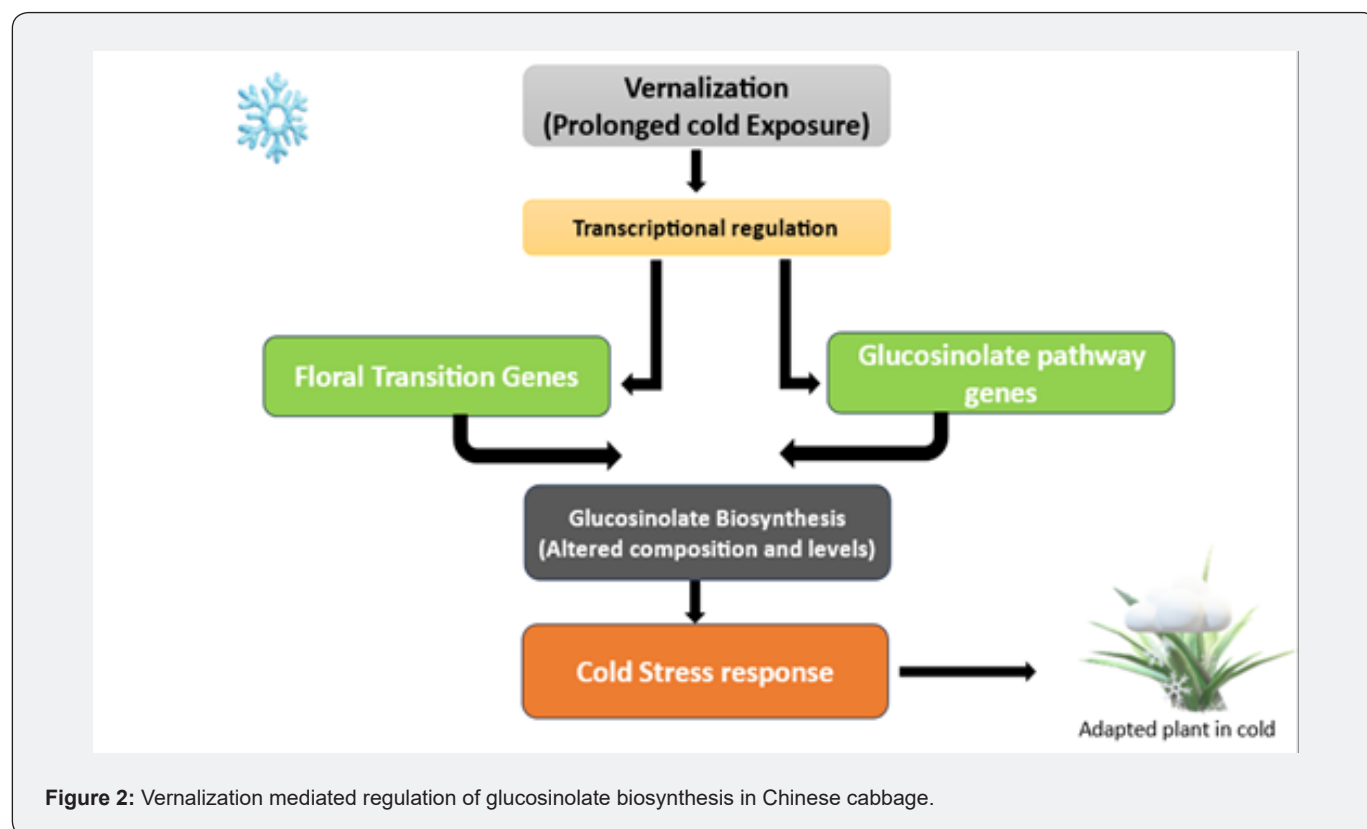 Vernalization
(Prolonged cold Exposure)
Transcriptional regulation
Floral Transition Genes
Glucosinolate pathway
genes
Glucosinolate Biosynthesis
(Altered composition and levels)
Cold Stress response
Adapted plant in cold
Figure 2: Vernalization mediated regulation of glucosinolate biosynthesis in Chinese cabbage.